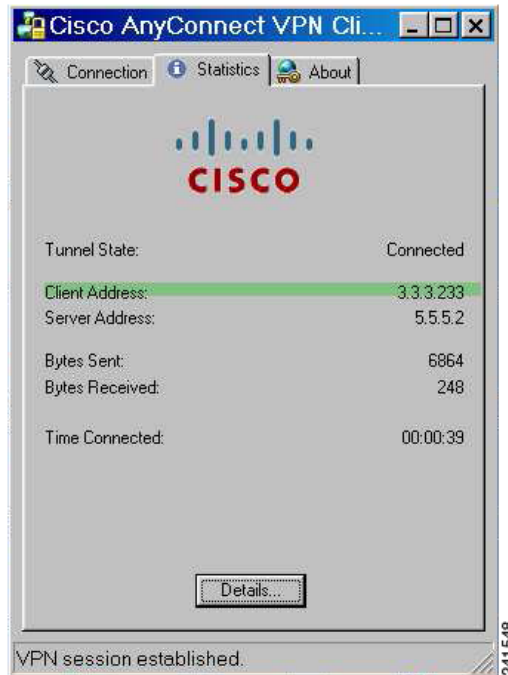 Cisco AnyConnect VPN Cli...
Connection Statistics About
CISCO
Tunnel State: Connected
Client Address: 3.3.3.233
Server Address: 5.5.5.2
Bytes Sent: 6864
Bytes Received: 248
Time Connected: 00:00:39
Details...
VPN session established.
241548